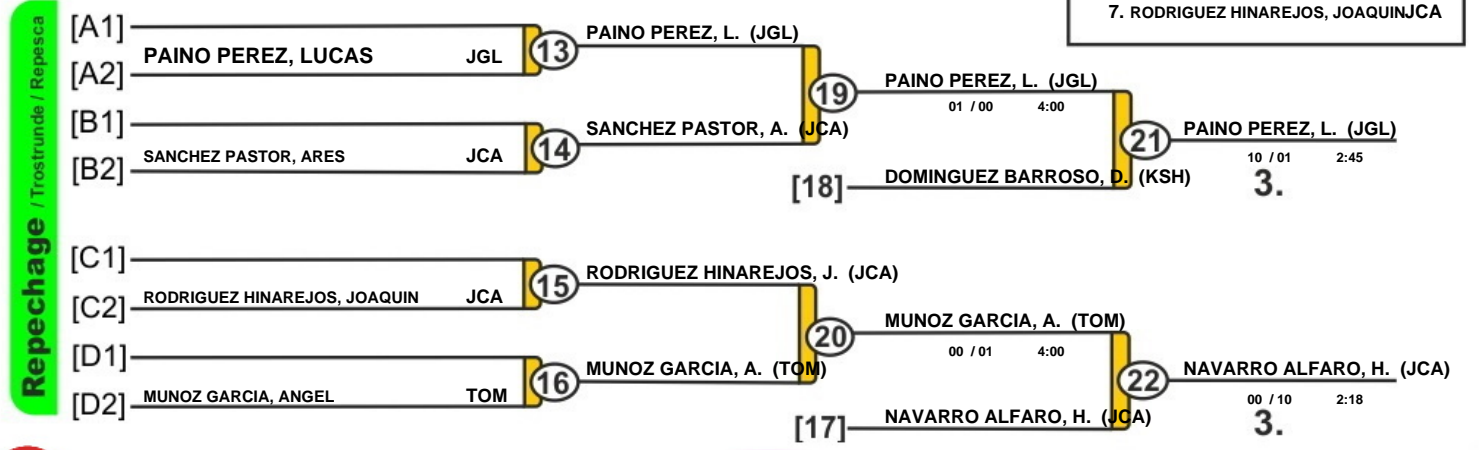 7. RODRIGUEZ HINAREJOS, JOAQUINJCA
Repechage / Trostrunde / Repesca
[A1]
PAINO PEREZ, LUCAS JGL
[A2]
13
PAINO PEREZ, L. (JGL)
[B1]
SANCHEZ PASTOR, ARES JCA
[B2]
14
SANCHEZ PASTOR, A. (JCA)
19
PAINO PEREZ, L. (JGL)
01 / 00 4:00
[18]
DOMINGUEZ BARROSO, D. (KSH)
21
PAINO PEREZ, L. (JGL)
10 / 01 2:45
3.
[C1]
RODRIGUEZ HINAREJOS, JOAQUIN JCA
[C2]
15
RODRIGUEZ HINAREJOS, J. (JCA)
[D1]
MUNOZ GARCIA, ANGEL TOM
[D2]
16
MUNOZ GARCIA, A. (TOM)
20
MUNOZ GARCIA, A. (TOM)
00 / 01 4:00
[17]
NAVARRO ALFARO, H. (JCA)
22
NAVARRO ALFARO, H. (JCA)
00 / 10 2:18
3.